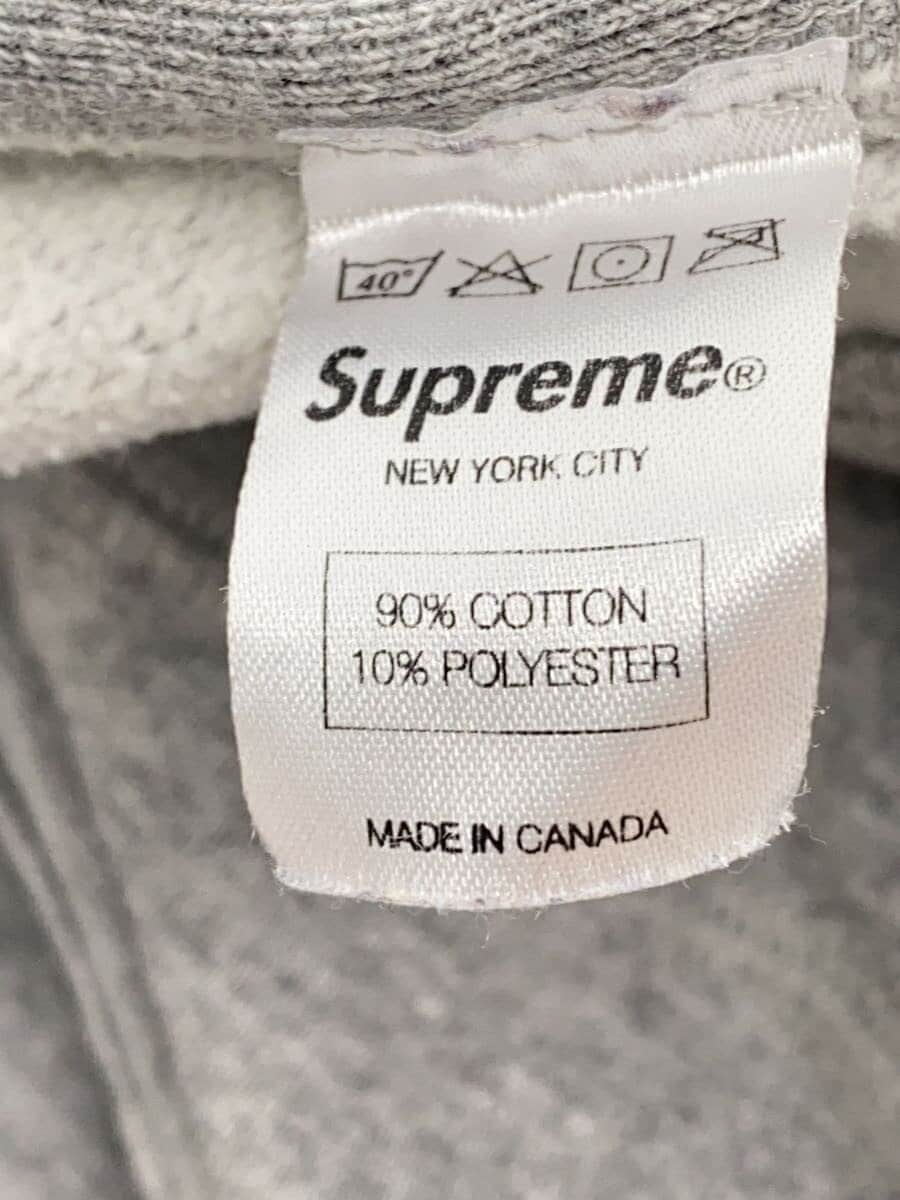 40°
Supreme®
NEW YORK CITY
90% COTTON
10% POLYESTER
MADE IN CANADA